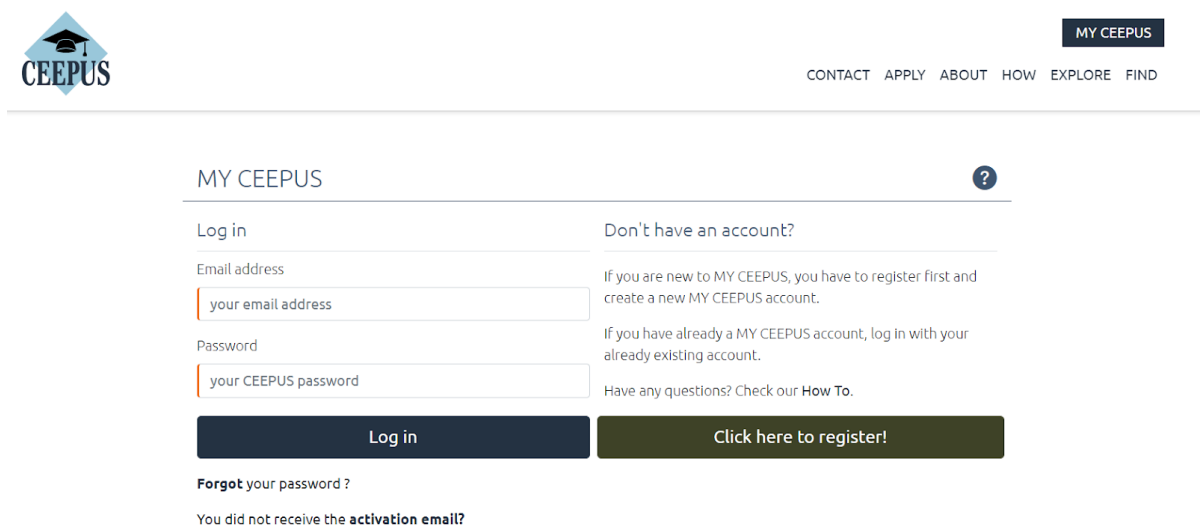 CEEPUS
MY CEEPUS
CONTACT APPLY ABOUT HOW EXPLORE FIND
MY CEEPUS
?
Log in
Email address
your email address
Password
your CEEPUS password
Log in
Forgot your password ?
You did not receive the activation email?
Don't have an account?
If you are new to MY CEEPUS, you have to register first and
create a new MY CEEPUS account.
If you have already a MY CEEPUS account, log in with your
already existing account.
Have any questions? Check our How To.
Click here to register!